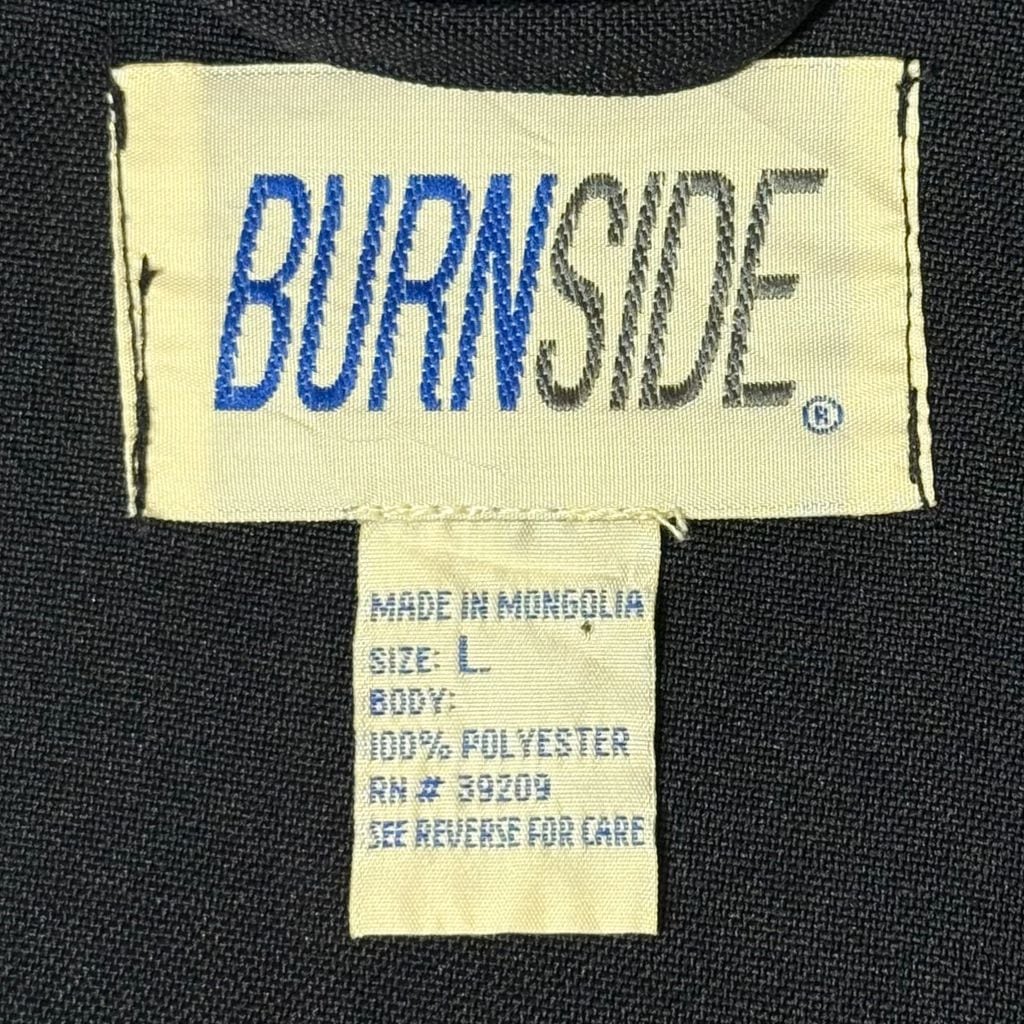 BURNSIDE®
MADE IN MONGOLIA
SIZE: L
BODY:
100% POLYESTER
RN # 39209
SEE REVERSE FOR CARE